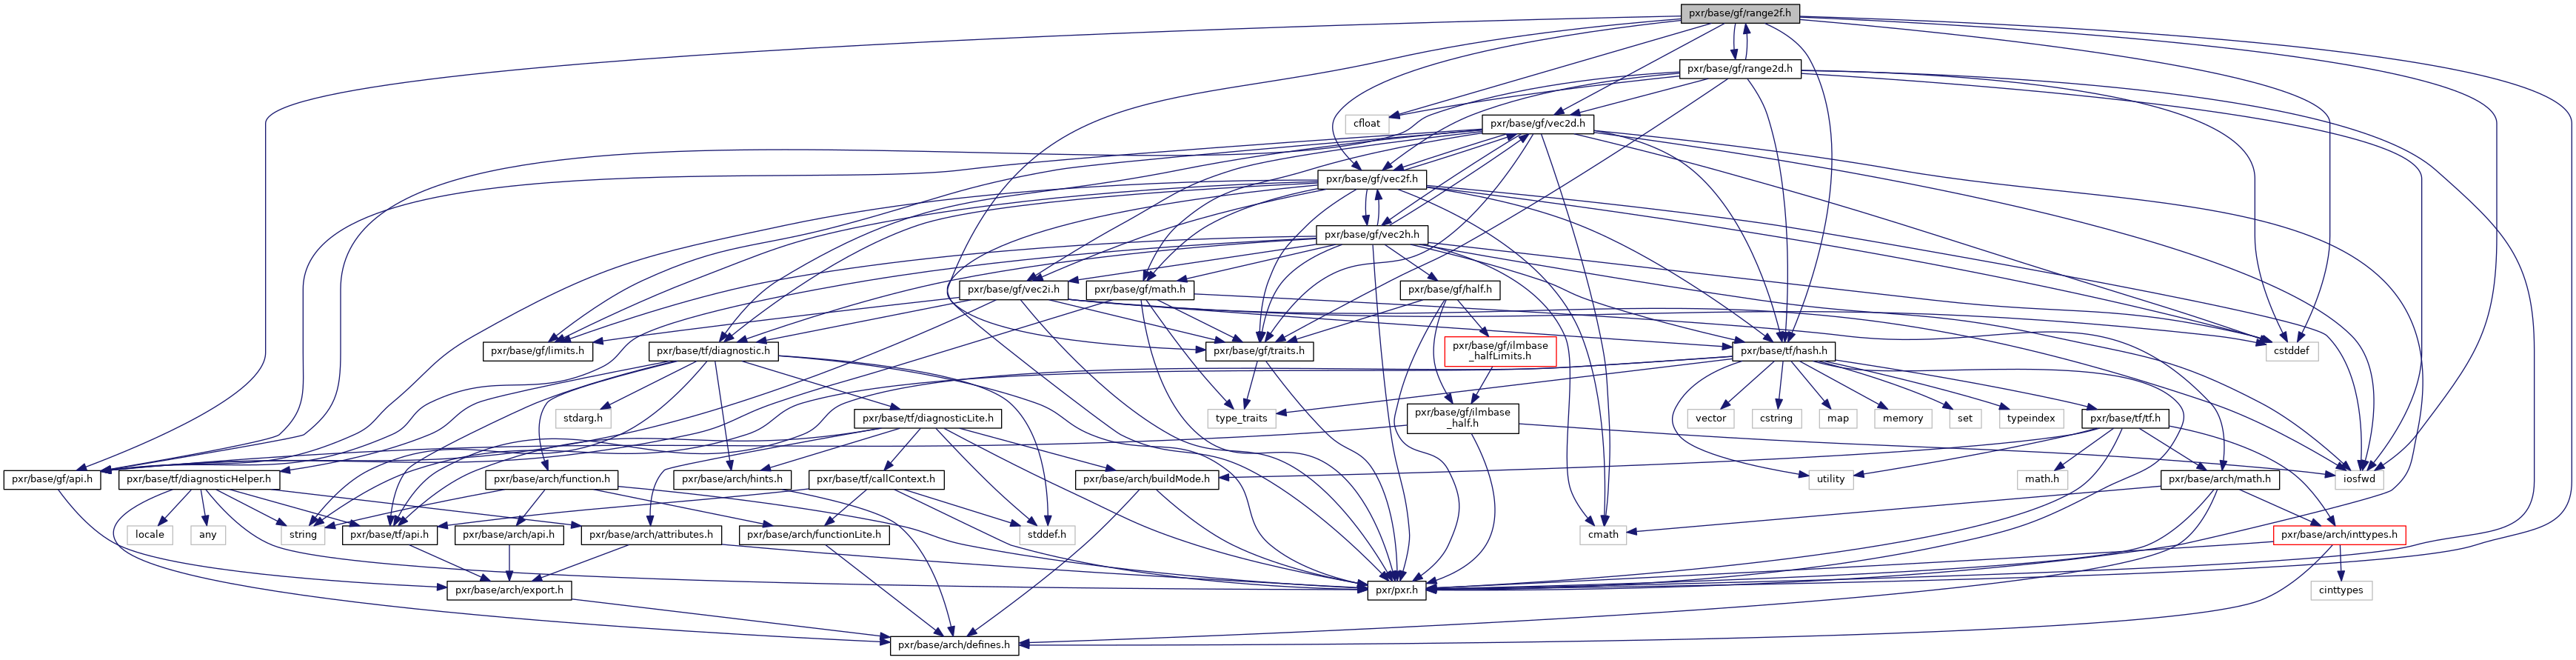 pxr/base/gf/range2f.h
pxr/base/gf/range2d.h
cfloat
pxr/base/gf/vec2d.h
pxr/base/gf/vec2f.h
pxr/base/gf/vec2h.h
pxr/base/gf/vec2i.h
pxr/base/gf/math.h
pxr/base/gf/half.h
pxr/base/gf/limits.h
pxr/base/tf/diagnostic.h
pxr/base/gf/traits.h
pxr/base/gf/ilmbase
_halfLimits.h
pxr/base/tf/hash.h
cstddef
stdarg.h
pxr/base/tf/diagnosticLite.h
type_traits
pxr/base/gf/ilmbase
_half.h
vector
cstring
map
memory
set
typeindex
pxr/base/tf/tf.h
pxr/base/gf/api.h
pxr/base/tf/diagnosticHelper.h
pxr/base/arch/function.h
pxr/base/arch/hints.h
pxr/base/tf/callContext.h
pxr/base/arch/buildMode.h
utility
math.h
pxr/base/arch/math.h
iosfwd
locale
any
string
pxr/base/tf/api.h
pxr/base/arch/api.h
pxr/base/arch/attributes.h
pxr/base/arch/functionLite.h
stddef.h
cmath
pxr/base/arch/inttypes.h
pxr/base/arch/export.h
pxr/pxr.h
cinttypes
pxr/base/arch/defines.h